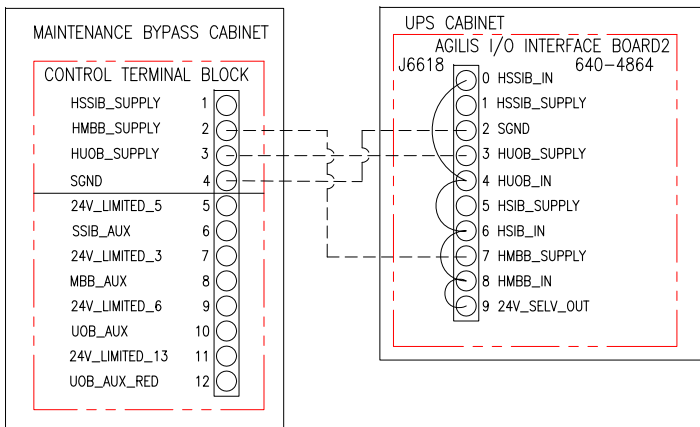 MAINTENANCE BYPASS CABINET
CONTROL TERMINAL BLOCK
HSSIB_SUPPLY 1
HMBB_SUPPLY 2
HUOB_SUPPLY 3
SGND 4
24V_LIMITED_5 5
SSIB_AUX 6
24V_LIMITED_3 7
MBB_AUX 8
24V_LIMITED_6 9
UOB_AUX 10
24V_LIMITED_13 11
UOB_AUX_RED 12
UPS CABINET
AGILIS I/O INTERFACE BOARD2
J6618 640-4864
0 HSSIB_IN
1 HSSIB_SUPPLY
2 SGND
3 HUOB_SUPPLY
4 HUOB_IN
5 HSIB_SUPPLY
6 HSIB_IN
7 HMBB_SUPPLY
8 HMBB_IN
9 24V_SELV_OUT